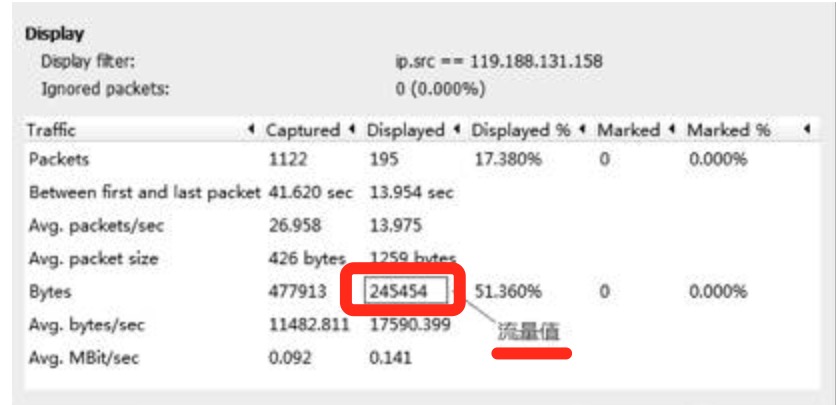 Display
Display filter: ip.src == 119.188.131.158
Ignored packets: 0 (0.000%)
Traffic Captured Displayed Displayed % Marked Marked %
Packets 1122 195 17.380% 0 0.000%
Between first and last packet 41.620 sec 13.954 sec
Avg. packets/sec 26.958 13.975
Avg. packet size 426 bytes 1259 bytes
Bytes 477913 245454 51.360% 0 0.000%
Avg. bytes/sec 11482.811 17590.399
流量值
Avg. MBit/sec 0.092 0.141